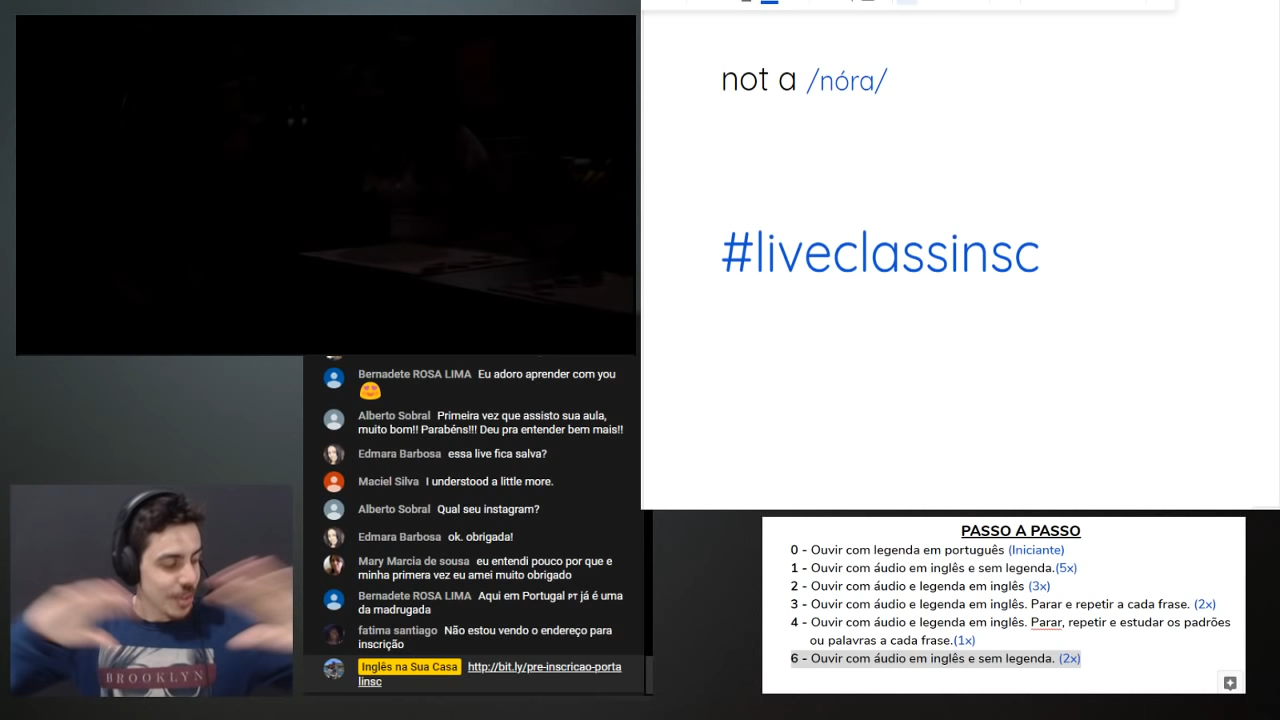 not a /nóra/
#liveclassinsc
Bernadete ROSA LIMA Eu adoro aprender com you
Alberto Sobral Primeira vez que assisto sua aula,
muito bom!! Parabéns!!! Deu pra entender bem mais!!
Edmara Barbosa essa live fica salva?
Maciel Silva I understood a little more.
Alberto Sobral Qual seu instagram?
Edmara Barbosa ok. obrigada!
Mary Marcia de sousa eu entendi pouco por que e
minha primeira vez eu amei muito obrigado
Bernadete ROSA LIMA Aqui em Portugal PT já é uma
da madrugada
fatima santiago Não estou vendo o endereço para
inscrição
Inglês na Sua Casa http://bit.ly/pre-inscricao-porta
linsc
BROOKLYN
PASSO A PASSO
0 - Ouvir com legenda em português (Iniciante)
1 - Ouvir com áudio em inglês e sem legenda.(5x)
2 - Ouvir com áudio e legenda em inglês (3x)
3 - Ouvir com áudio e legenda em inglês. Parar e repetir a cada frase. (2x)
4 - Ouvir com áudio e legenda em inglês. Parar, repetir e estudar os padrões
ou palavras a cada frase.(1x)
6 - Ouvir com áudio em inglês e sem legenda. (2x)